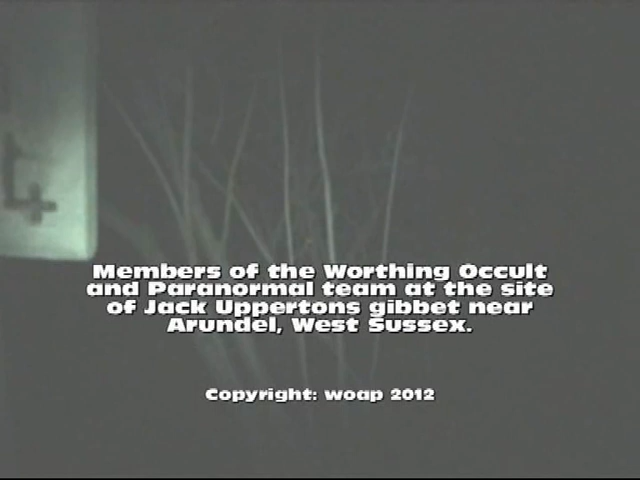 4
Members of the Worthing Occult
and Paranormal team at the site
of Jack Uppertons gibbet near
Arundel, West Sussex.
Copyright: woap 2012